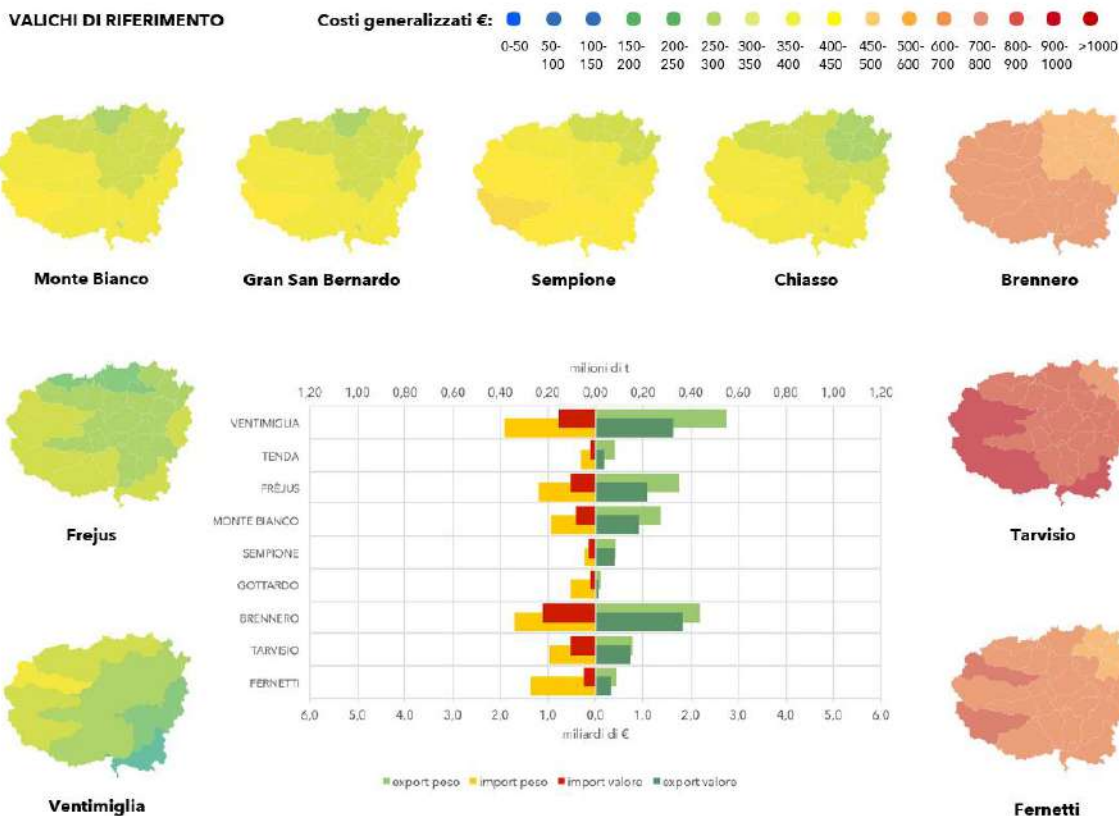 VALICHI DI RIFERIMENTO
Costi generalizzati €:
0-50 50- 100- 150- 200- 250- 300- 350- 400- 450- 500- 600- 700- 800- 900- >1000
100 150 200 250 300 350 400 450 500 600 700 800 900 1000
Monte Bianco Gran San Bernardo Sempione Chiasso Brennero
milioni di t
1,20 1,00 0,80 0,60 0,40 0,20 0,00 0,20 0,40 0,60 0,80 1,00 1,20
VENTIMIGLIA
TENDA
FRÉJUS
MONTE BIANCO
SEMPIONE
GOTTARDO
BRENNERO
TARVISIO
FERNETTI
6,0 5,0 4,0 3,0 2,0 1,0 0,0 1,0 2,0 3,0 4,0 5,0 6,0
miliardi di €
export peso import peso import valore export valore
Frejus
Tarvisio
Ventimiglia
Fernetti